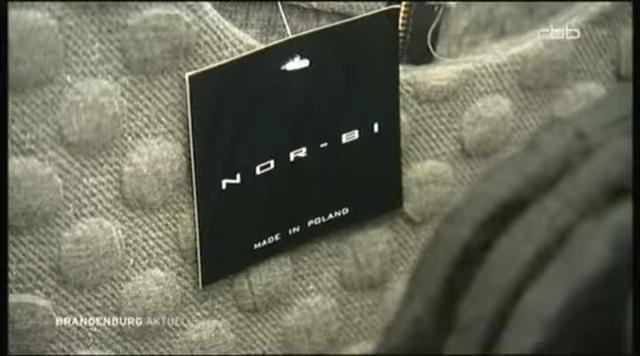 rbb
NOR-BI
MADE IN POLAND
BRANDENBURG AKTUELL